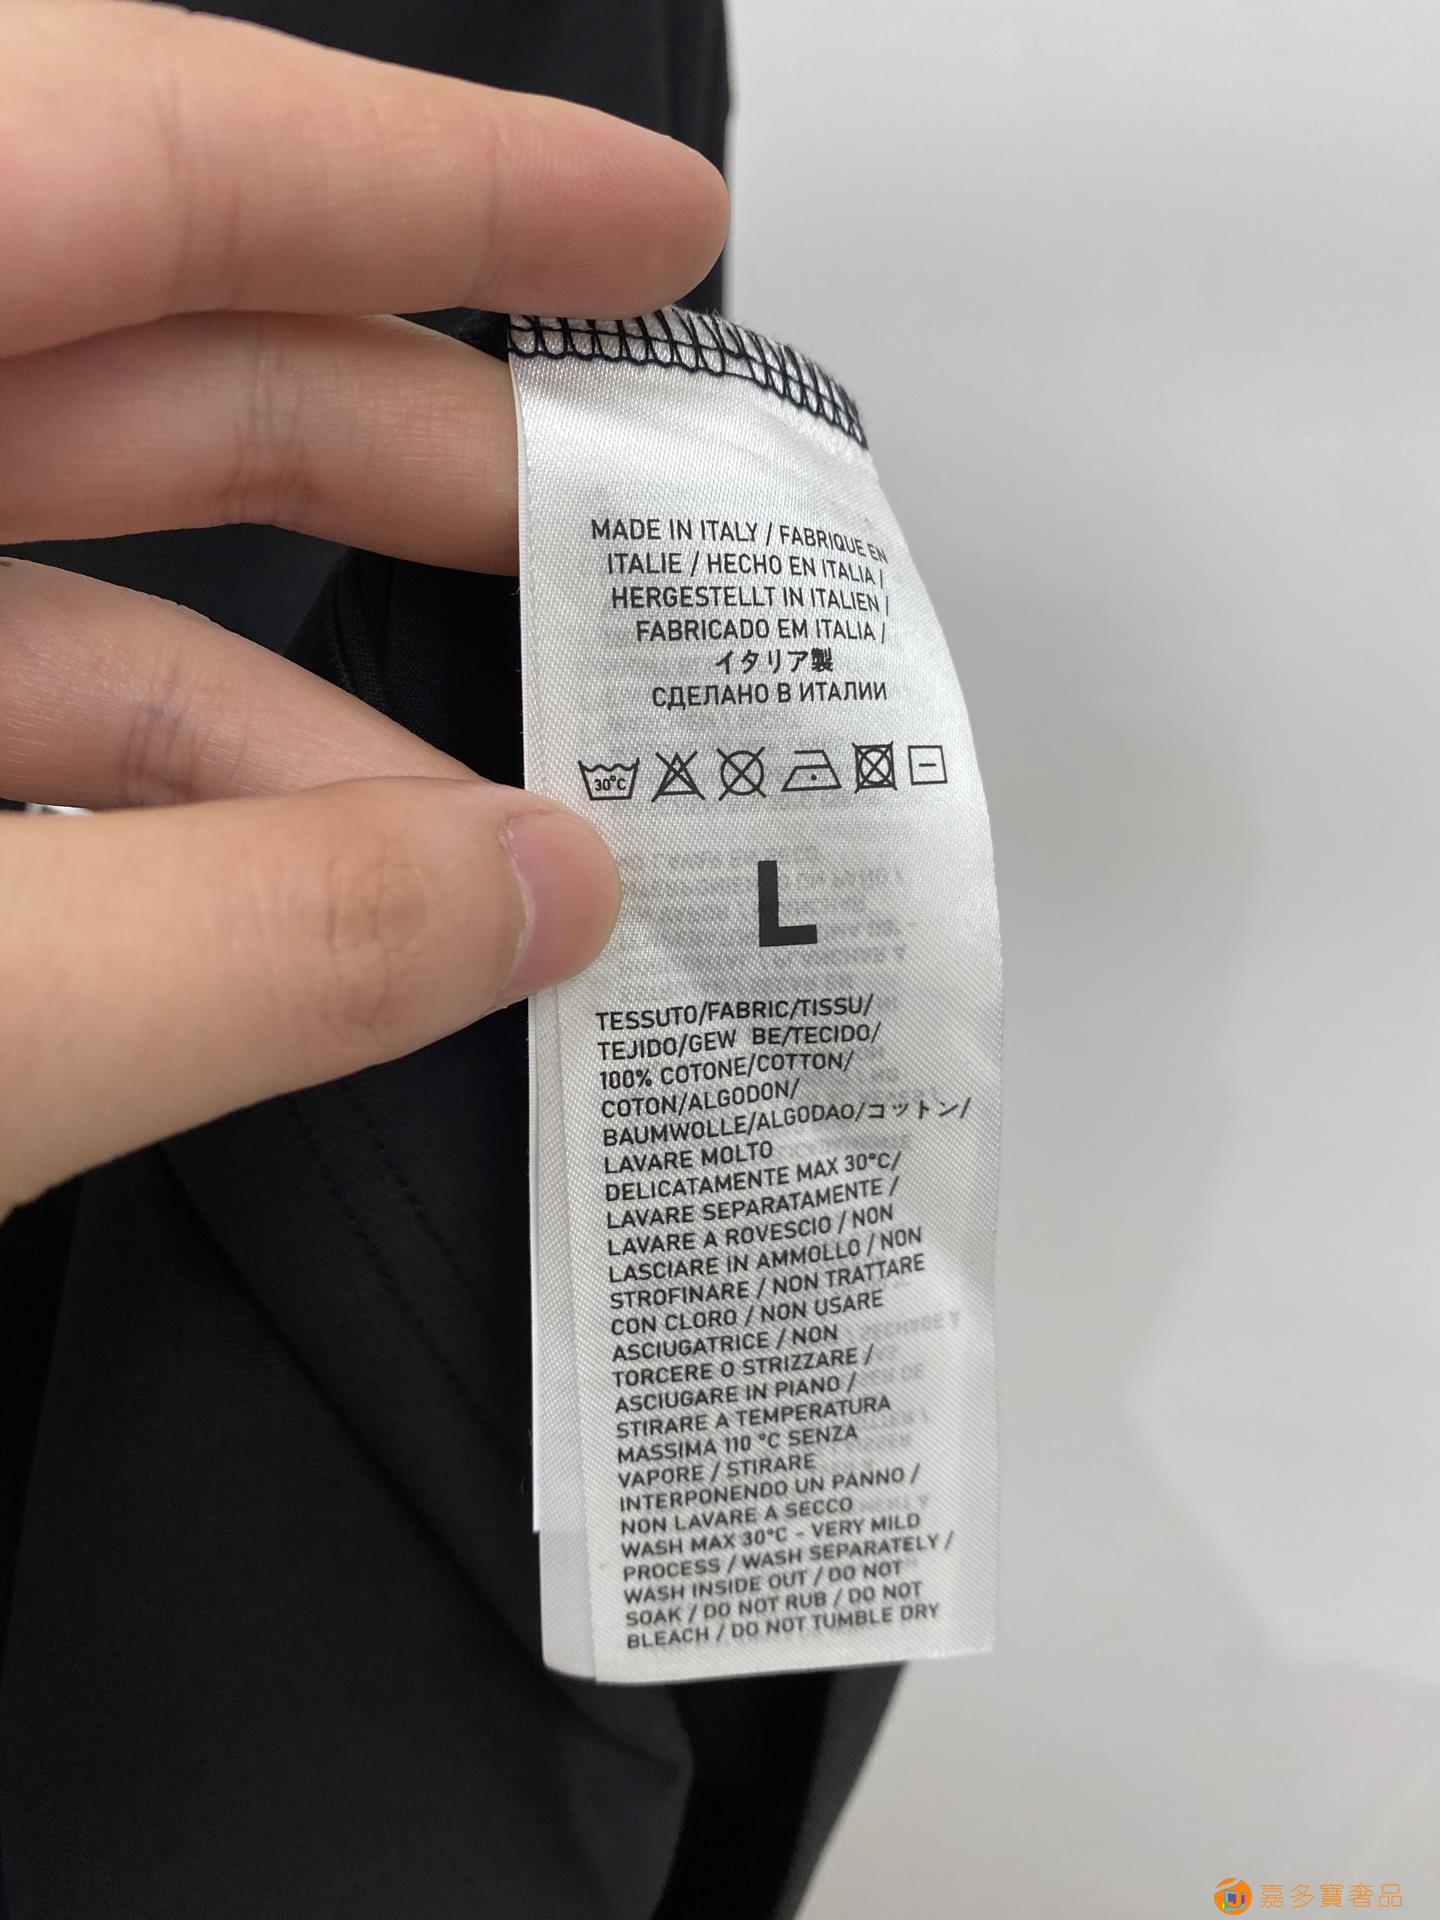 MADE IN ITALY / FABRIQUE EN
ITALIE / HECHO EN ITALIA /
HERGESTELLT IN ITALIEN /
FABRICADO EM ITALIA /
イタリア製
СДЕЛАНО В ИТАЛИИ
30°C
L
TESSUTO/FABRIC/TISSU/
TEJIDO/GEW BE/TECIDO/
100% COTONE/COTTON/
COTON/ALGODON/
BAUMWOLLE/ALGODAO/コットン/
LAVARE MOLTO
DELICATAMENTE MAX 30°C/
LAVARE SEPARATAMENTE /
LAVARE A ROVESCIO / NON
LASCIARE IN AMMOLLO / NON
STROFINARE / NON TRATTARE
CON CLORO / NON USARE
ASCIUGATRICE / NON
TORCERE O STRIZZARE /
ASCIUGARE IN PIANO /
STIRARE A TEMPERATURA
MASSIMA 110 °C SENZA
VAPORE / STIRARE
INTERPONENDO UN PANNO /
NON LAVARE A SECCO
WASH MAX 30°C - VERY MILD
PROCESS / WASH SEPARATELY /
WASH INSIDE OUT / DO NOT
SOAK / DO NOT RUB / DO NOT
BLEACH / DO NOT TUMBLE DRY
嘉多寶奢品